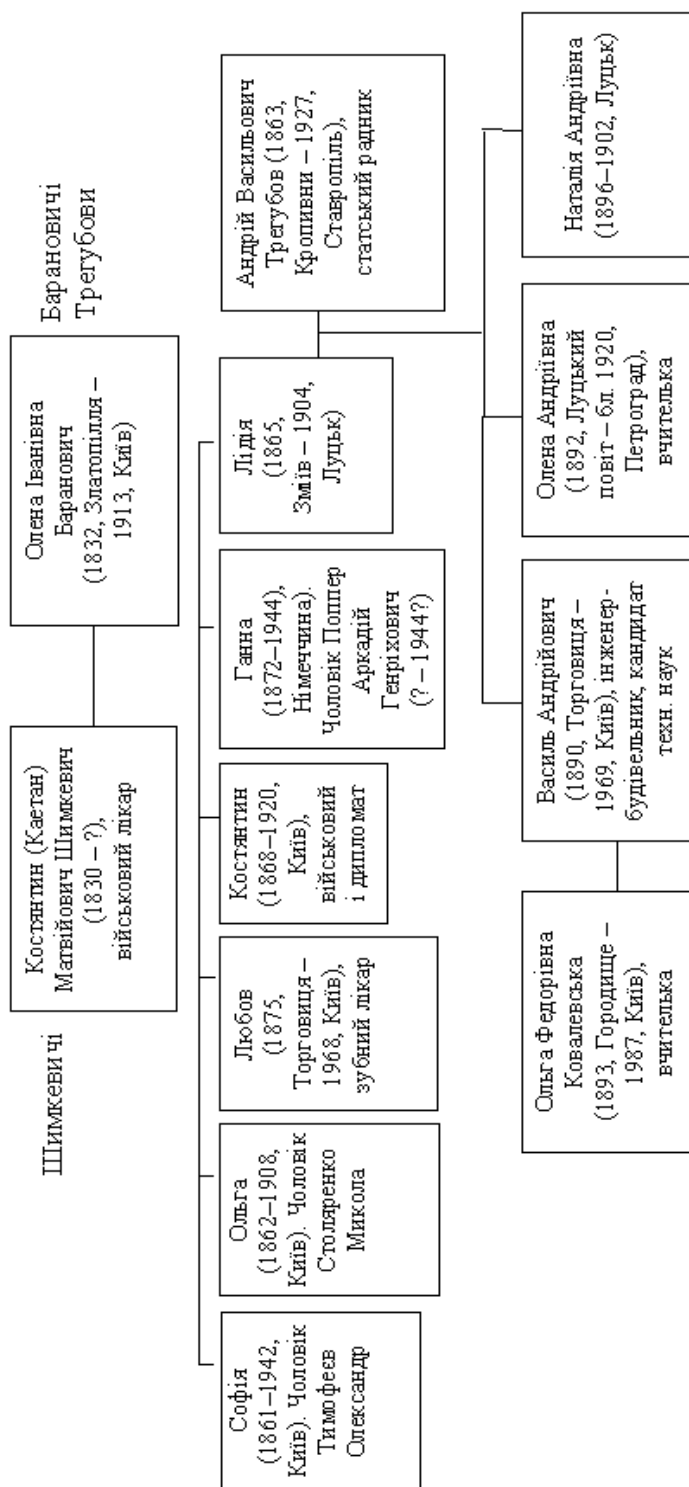 Шимкевичі
Барановичі
Трегубови
Костянтин (Каетан)
Матвійович Шимкевич
(1830 – ?),
військовий лікар
Олена Іванівна
Баранович
(1832, Златопілля –
1913, Київ)
Софія
(1861–1942,
Київ). Чоловік
Тимофеєв
Олександр
Ольга
(1862–1908,
Київ). Чоловік
Столяренко
Микола
Любов
(1875,
Торговиця –
1968, Київ),
зубний лікар
Костянтин
(1868–1920,
Київ),
військовий
і дипломат
Ганна
(1872–1944),
Німеччина).
Чоловік Поппер
Аркадій
Генріхович
(? – 1944?)
Лідія
(1865,
Зміїв – 1904,
Луцьк)
Андрій Васильович
Трегубов (1863,
Кропивни – 1927,
Ставропіль),
статський радник
Ольга Федорівна
Ковалевська
(1893, Городище –
1987, Київ),
вчителька
Василь Андрійович
(1890, Торговиця –
1969, Київ), інженер-
будівельник, кандидат
техн. наук
Олена Андріївна
(1892, Луцький
повіт – бл. 1920,
Петроград),
вчителька
Наталія Андріївна
(1896–1902, Луцьк)